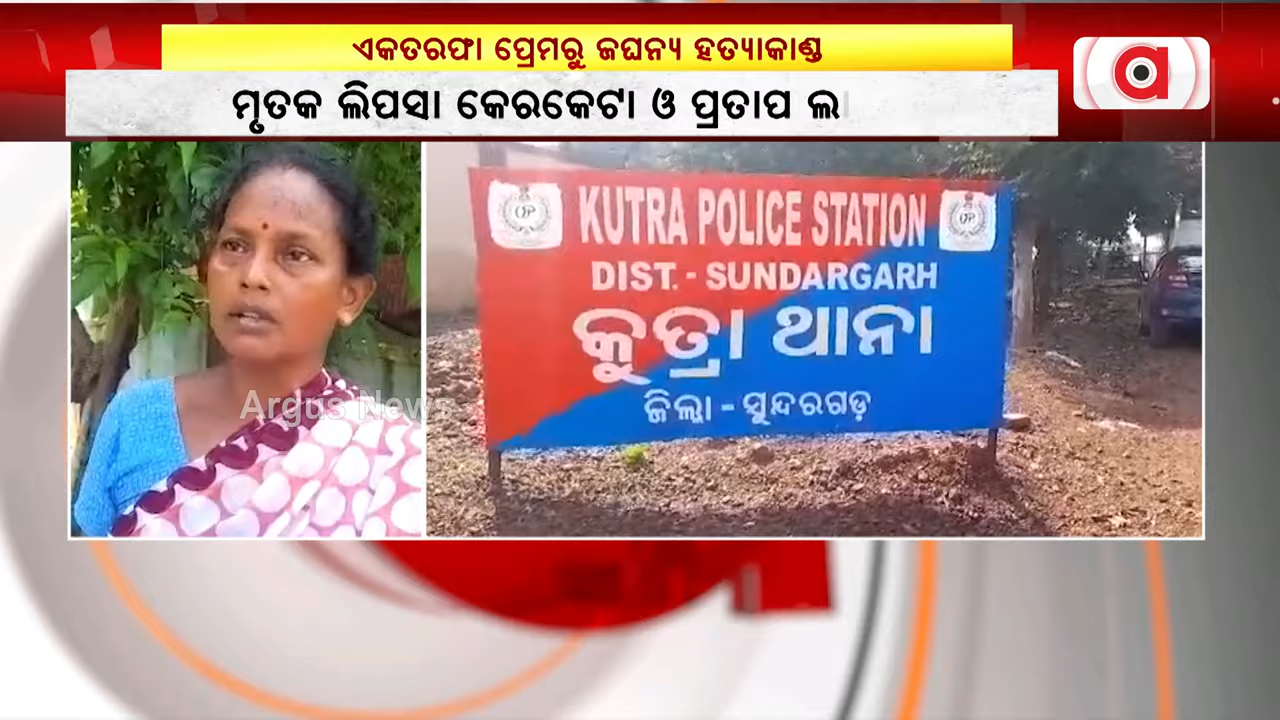 ଏକତରଫା ପ୍ରେମରୁ ଜଘନ୍ୟ ହତ୍ୟାକାଣ୍ଡ
ମୃତକ ଲିପସା କେରକେଟା ଓ ପ୍ରତାପ
a
Argus News
KUTRA POLICE STATION
DIST. - SUNDARGARH
କୁତ୍ରା ଥାନା
ଜିଲ୍ଲା - ସୁନ୍ଦରଗଡ଼